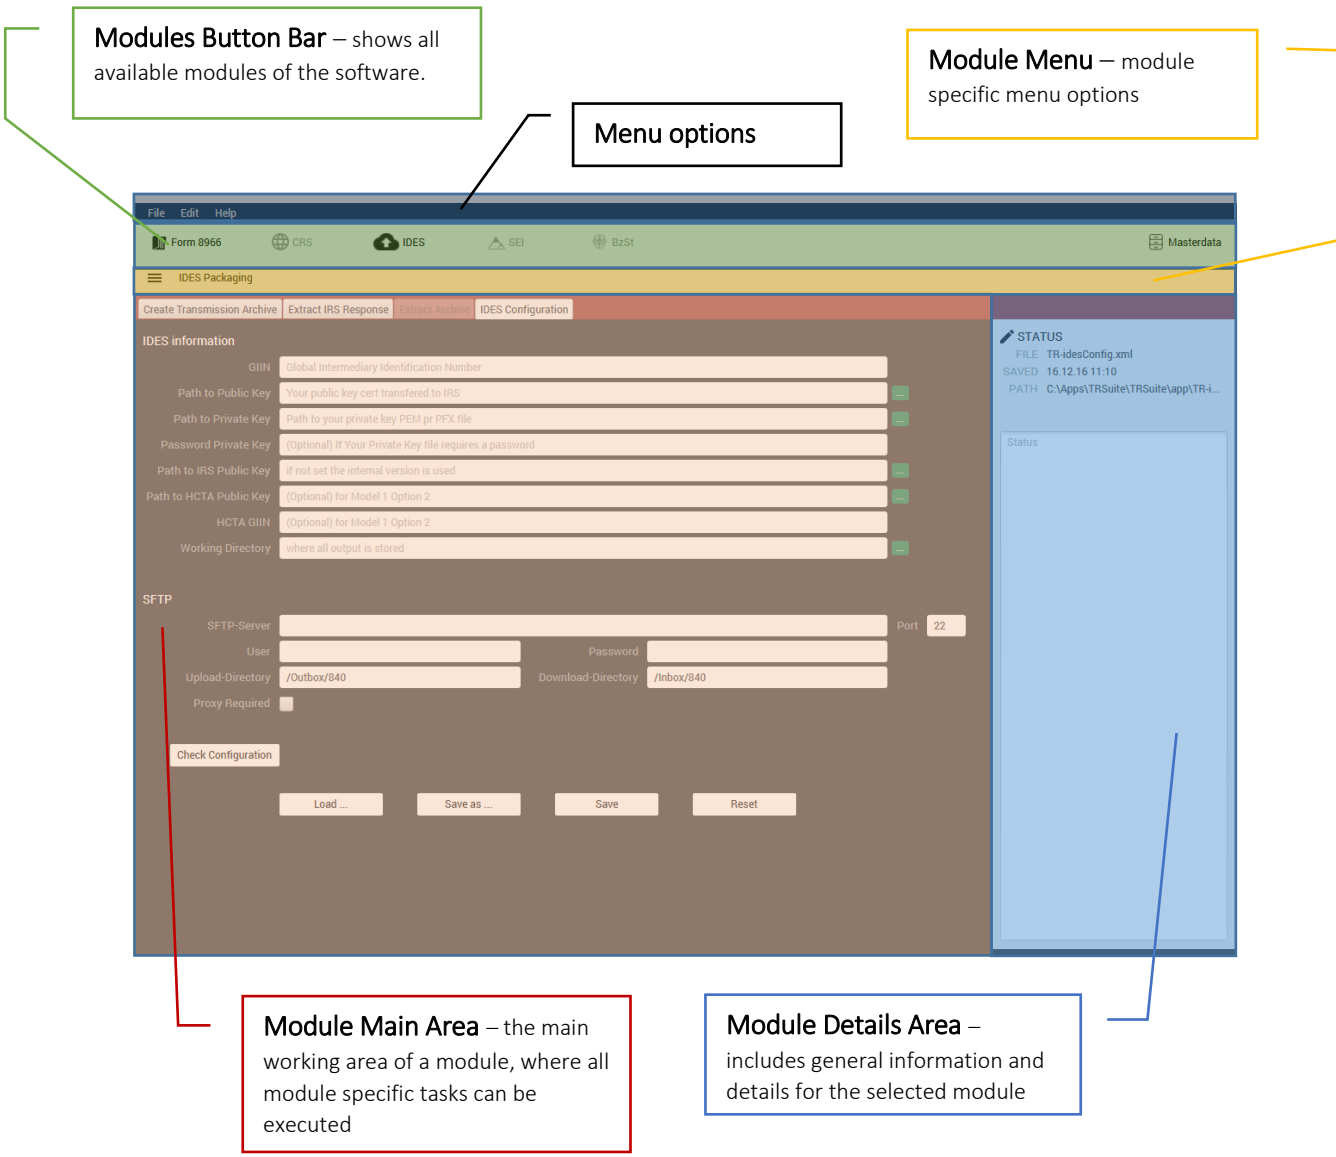 Modules Button Bar – shows all
available modules of the software.
Module Menu – module
specific menu options
Menu options
File Edit Help
Form 8966 CRS IDES SEI BzSt Masterdata
IDES Packaging
Create Transmission Archive Extract IRS Response Extract Archive IDES Configuration
IDES information
GIIN Global Intermediary Identification Number
Path to Public Key Your public key cert transfered to IRS ...
Path to Private Key Path to your private key PEM pr PFX file ...
Password Private Key (Optional) If Your Private Key file requires a password
Path to IRS Public Key if not set the internal version is used ...
Path to HCTA Public Key (Optional) for Model 1 Option 2 ...
HCTA GIIN (Optional) for Model 1 Option 2
Working Directory where all output is stored ...
STATUS
FILE TR-idesConfig.xml
SAVED 16.12.16 11:10
PATH C:\Apps\TRSuite\TRSuite\app\TR-i...
Status
SFTP
SFTP-Server Port 22
User Password
Upload-Directory /Outbox/840 Download-Directory /Inbox/840
Proxy Required
Check Configuration
Load ... Save as ... Save Reset
Module Main Area – the main
working area of a module, where all
module specific tasks can be
executed
Module Details Area –
includes general information and
details for the selected module